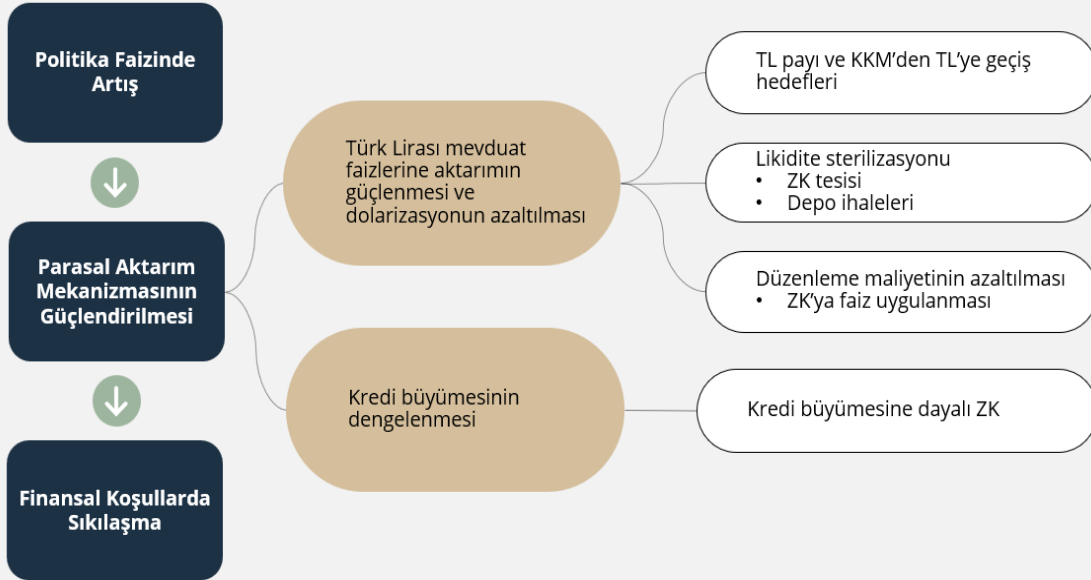 Politika Faizinde
Artış
Parasal Aktarım
Mekanizmasının
Güçlendirilmesi
Finansal Koşullarda
Sıkılaşma
Türk Lirası mevduat
faizlerine aktarımın
güçlenmesi ve
dolarizasyonun azaltılması
Kredi büyümesinin
dengelenmesi
TL payı ve KKM’den TL’ye geçiş
hedefleri
Likidite sterilizasyonu
• ZK tesisi
• Depo ihaleleri
Düzenleme maliyetinin azaltılması
• ZK’ya faiz uygulanması
Kredi büyümesine dayalı ZK